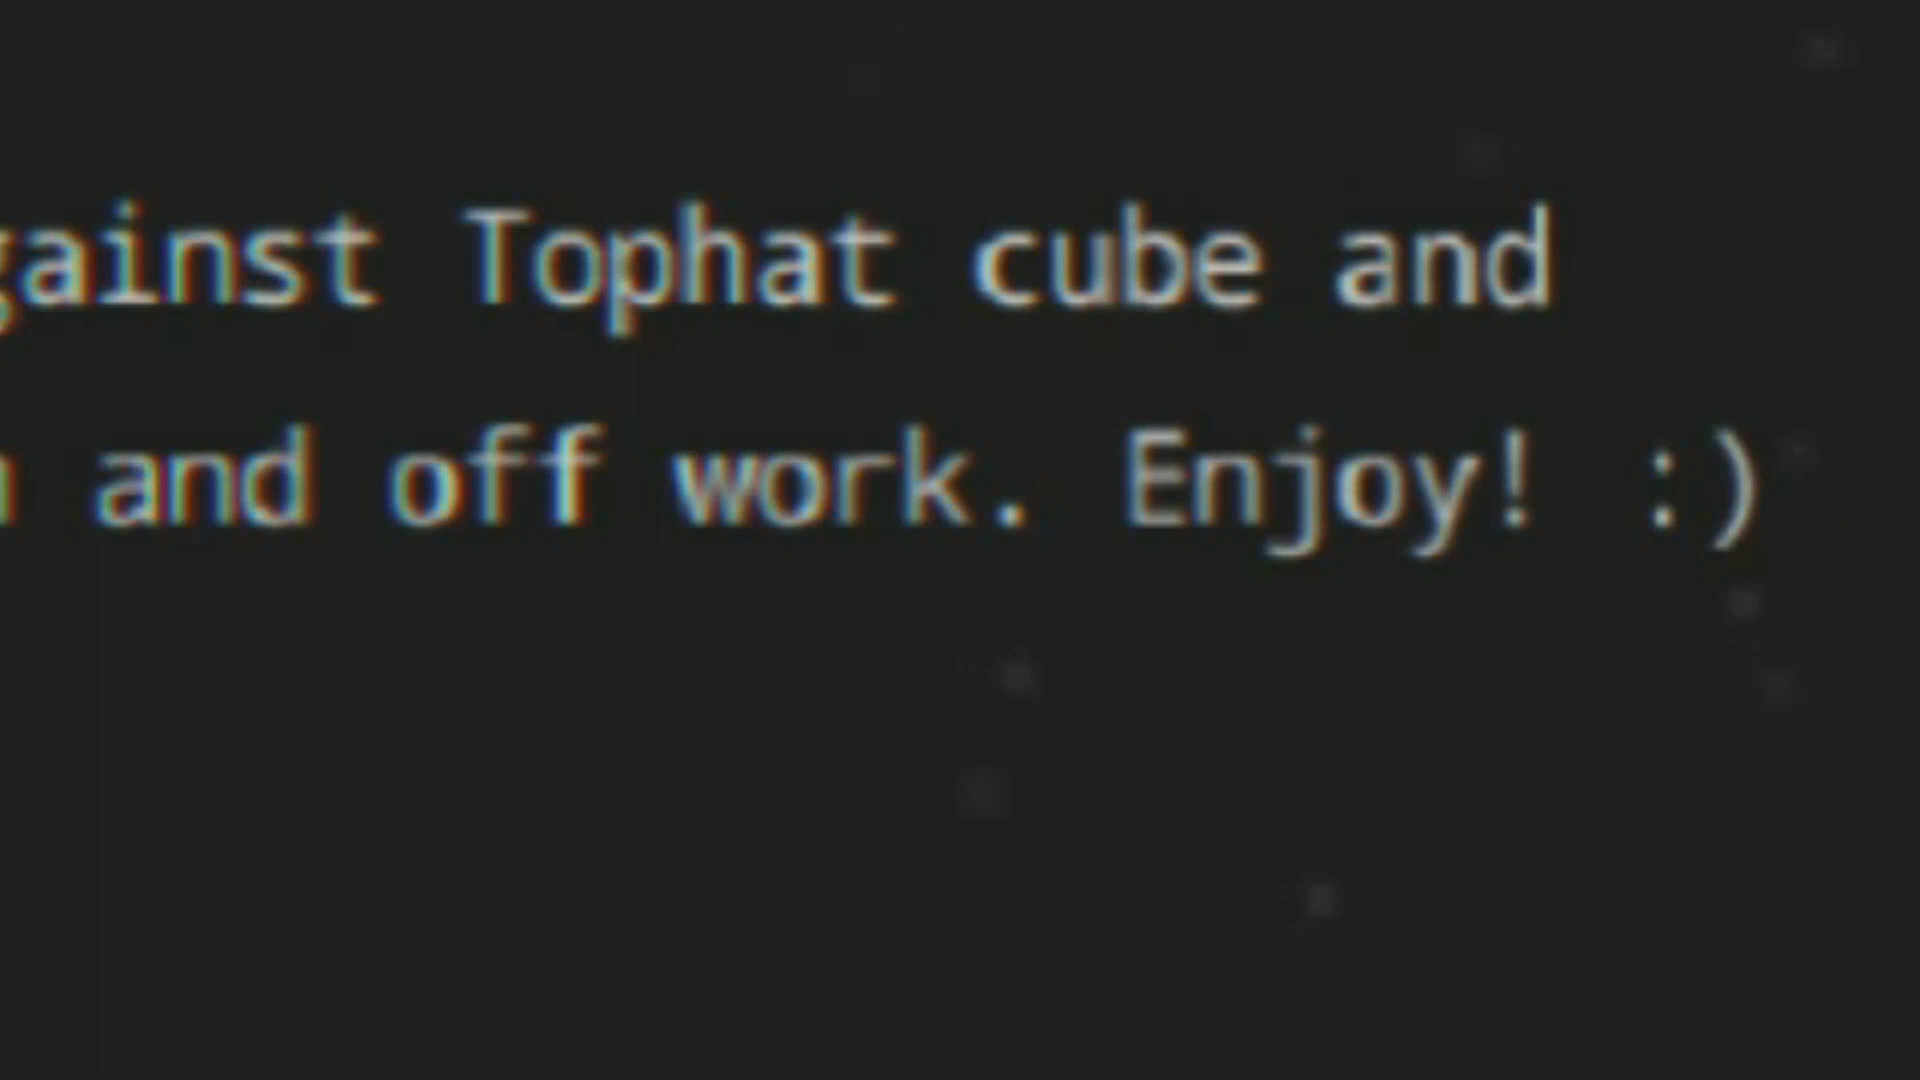 gainst Tophat cube and
and off work. Enjoy! :)